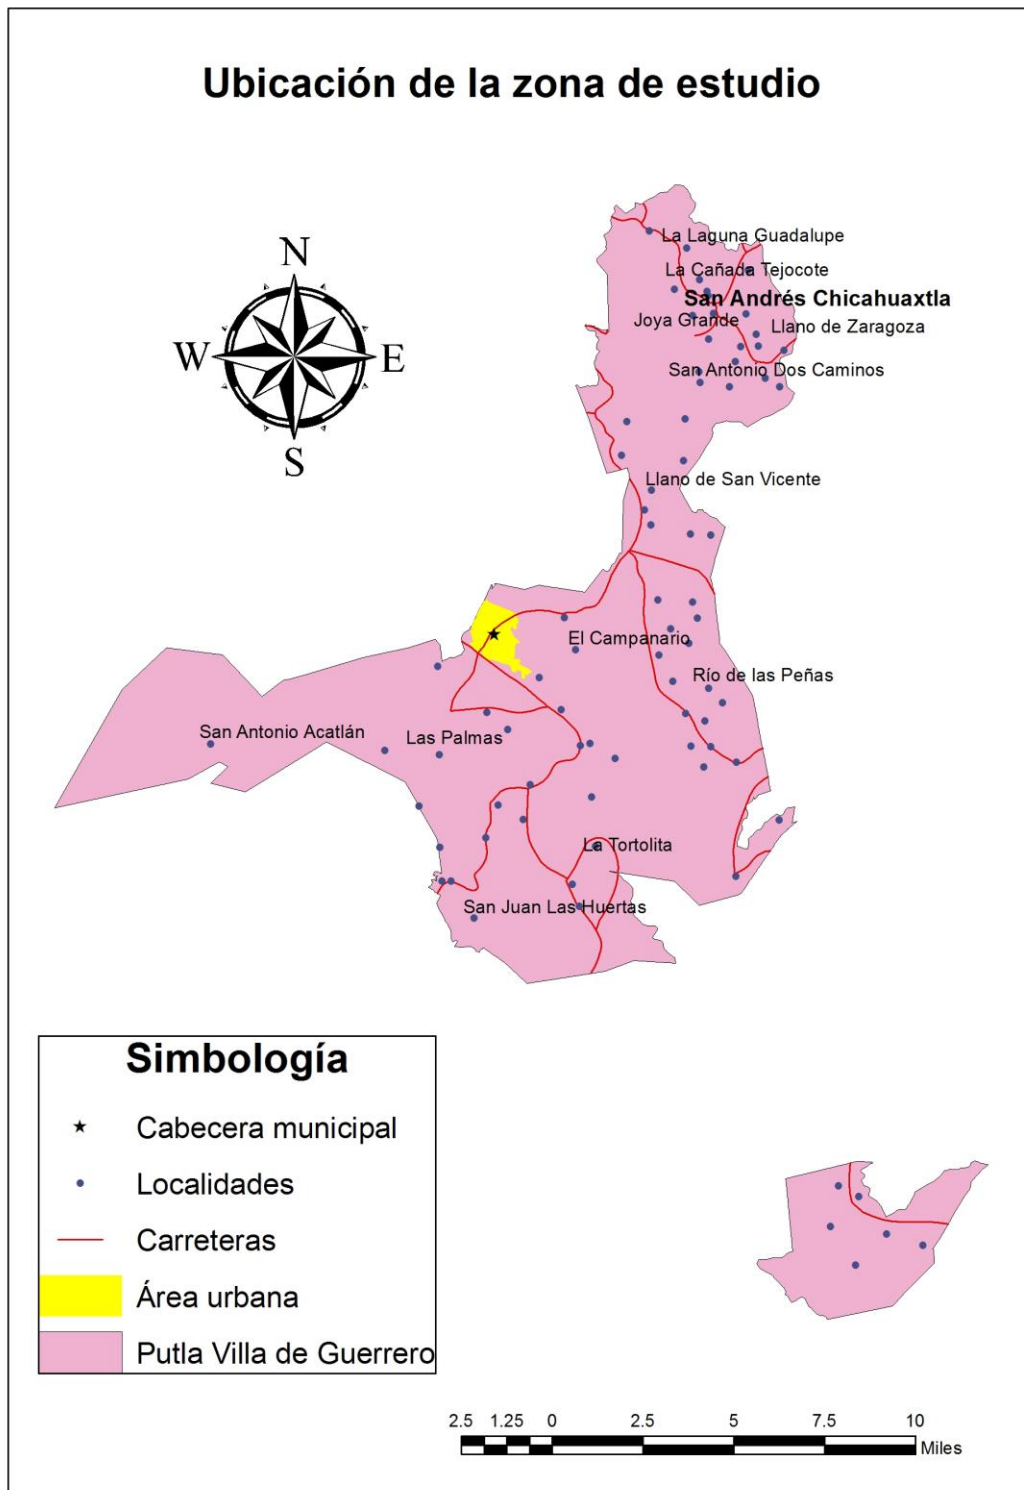 Ubicación de la zona de estudio
N
W
E
S
La Laguna Guadalupe
La Cañada Tejocote
San Andrés Chicahuaxtla
Joya Grande
Llano de Zaragoza
San Antonio Dos Caminos
Llano de San Vicente
El Campanario
Río de las Peñas
San Antonio Acatlán
Las Palmas
La Tortolita
San Juan Las Huertas
Simbología
Cabecera municipal
Localidades
Carreteras
Área urbana
Putla Villa de Guerrero
2.5 1.25 0 2.5 5 7.5 10
Miles